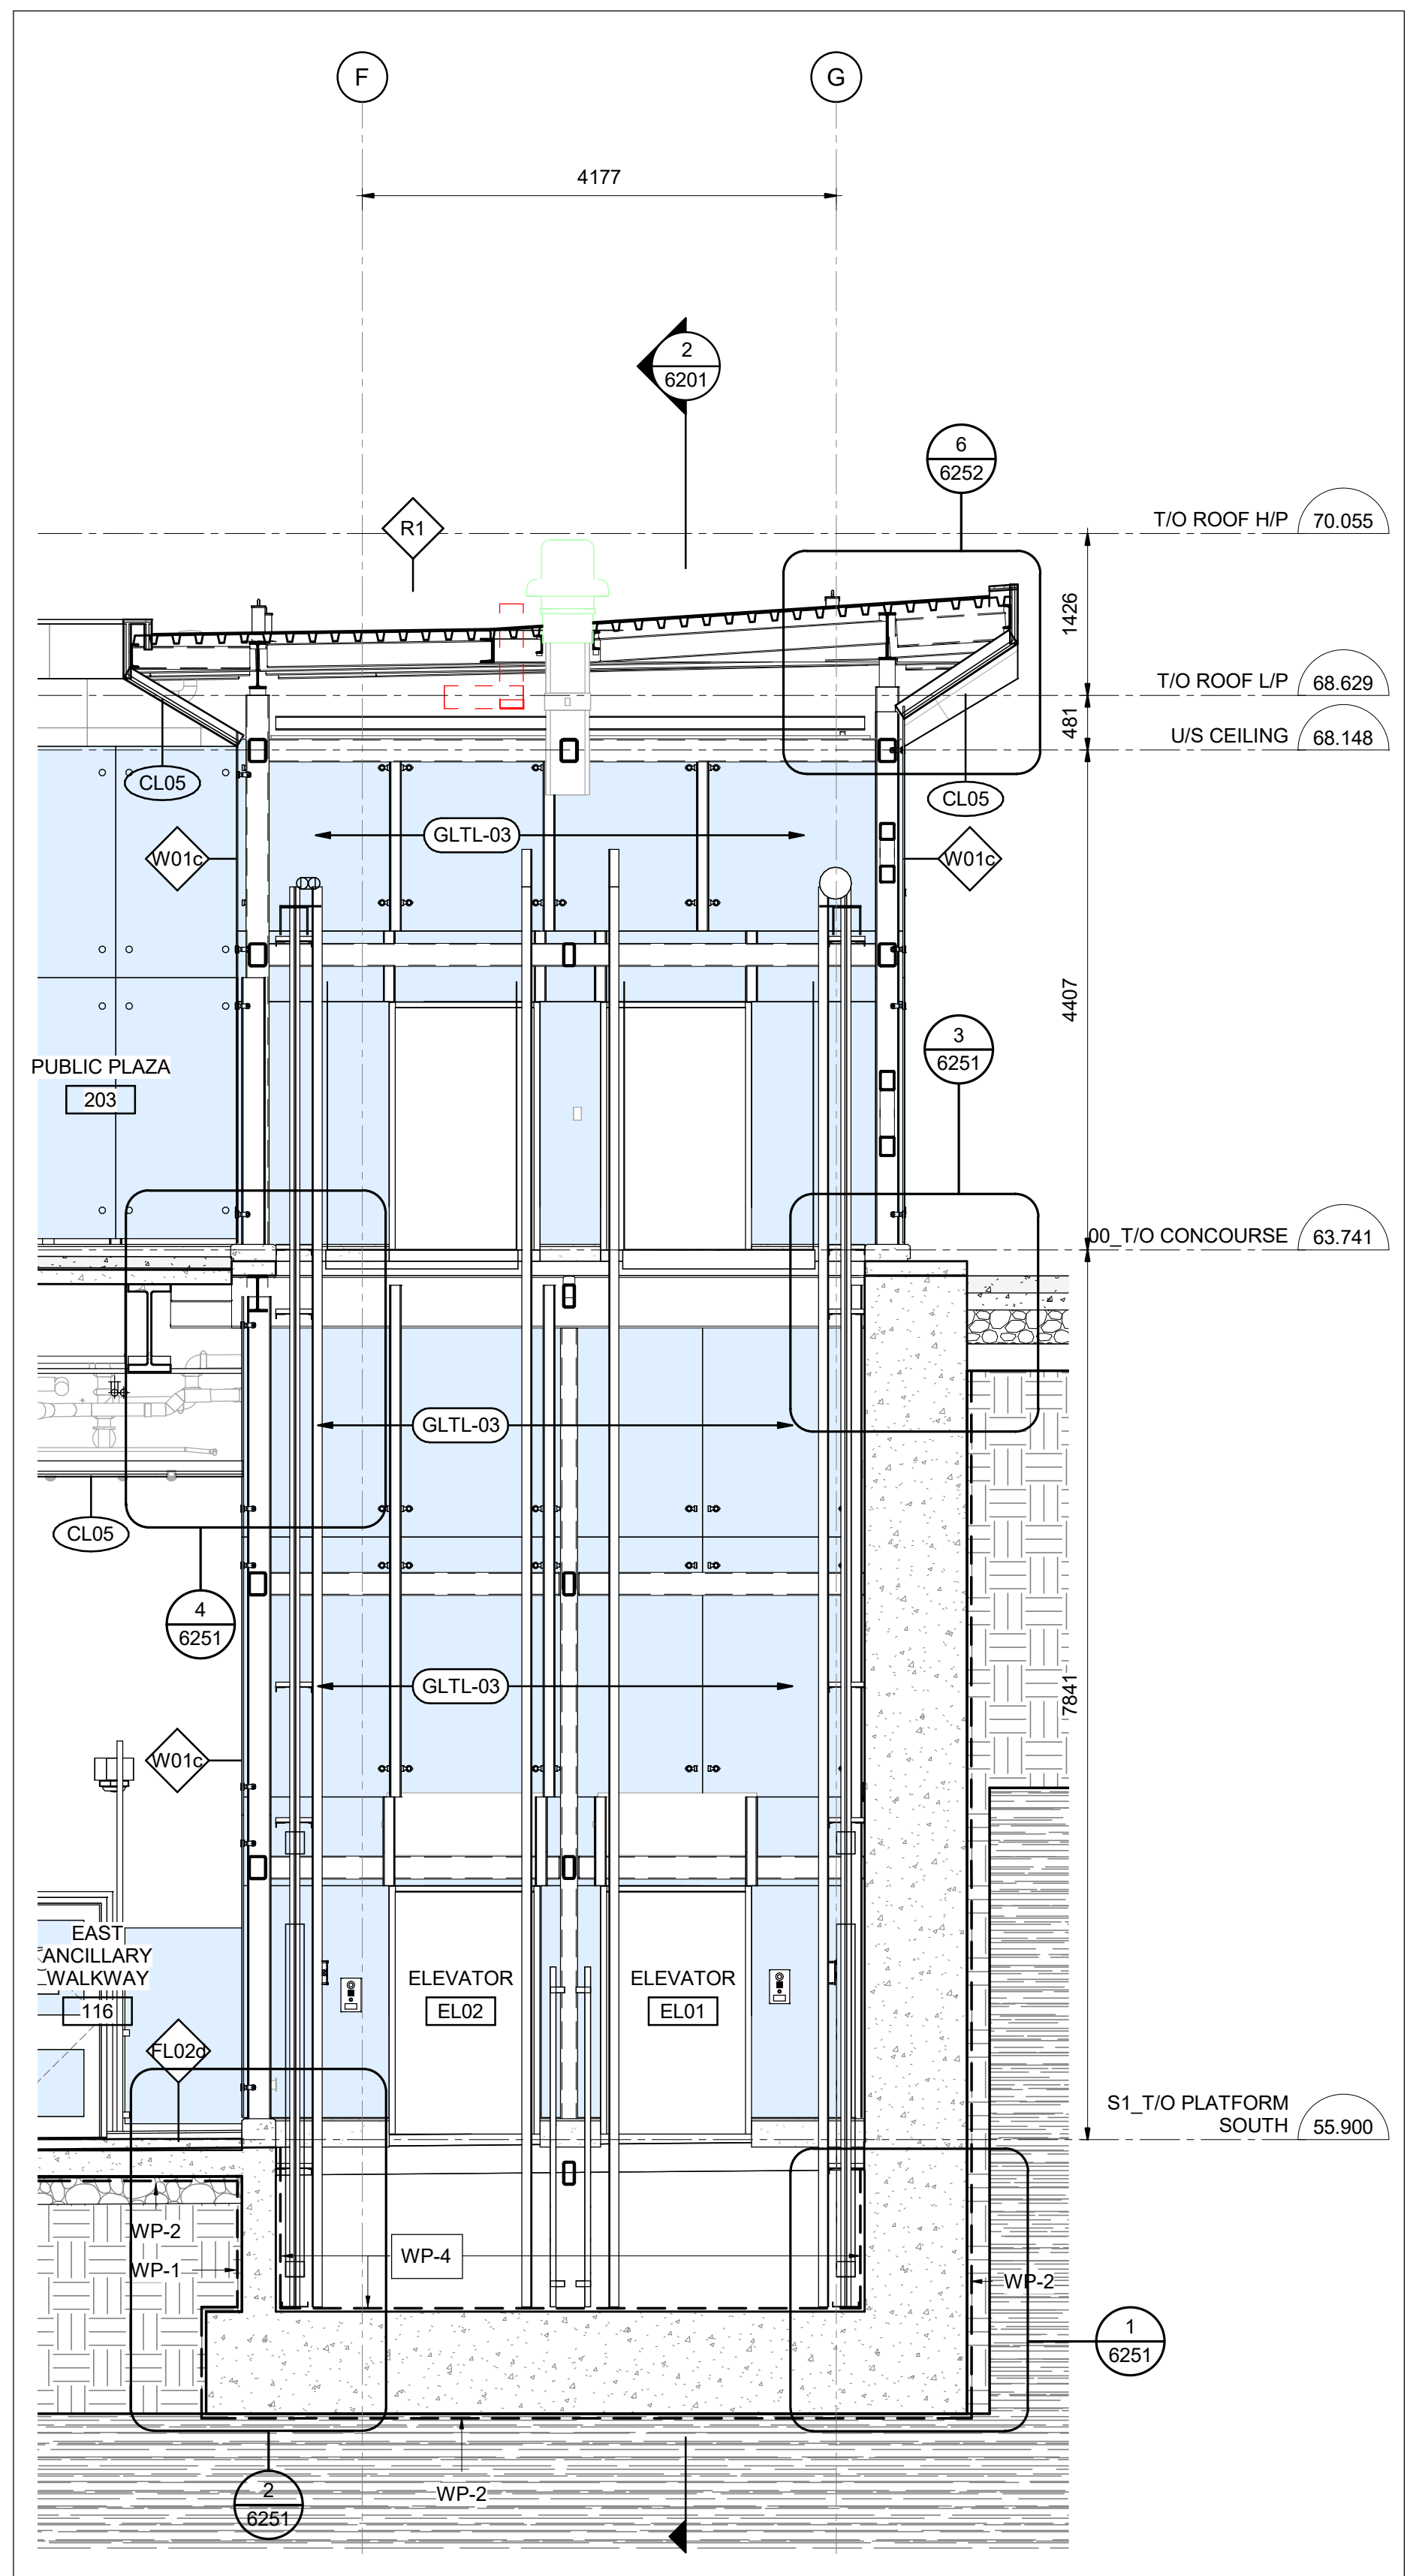 F
G
4177
2
6201
6
6252
R1
T/O ROOF H/P
70.055
1426
T/O ROOF L/P
68.629
481
U/S CEILING
68.148
CL05
CL05
GLTL-03
W01c
W01c
4407
3
6251
PUBLIC PLAZA
203
00_T/O CONCOURSE
63.741
GLTL-03
CL05
4
6251
GLTL-03
7841
W01c
EAST
ANCILLARY
WALKWAY
116
ELEVATOR
EL02
ELEVATOR
EL01
FL02d
S1_T/O PLATFORM
SOUTH
55.900
WP-2
WP-4
WP-1
WP-2
1
6251
2
6251
WP-2